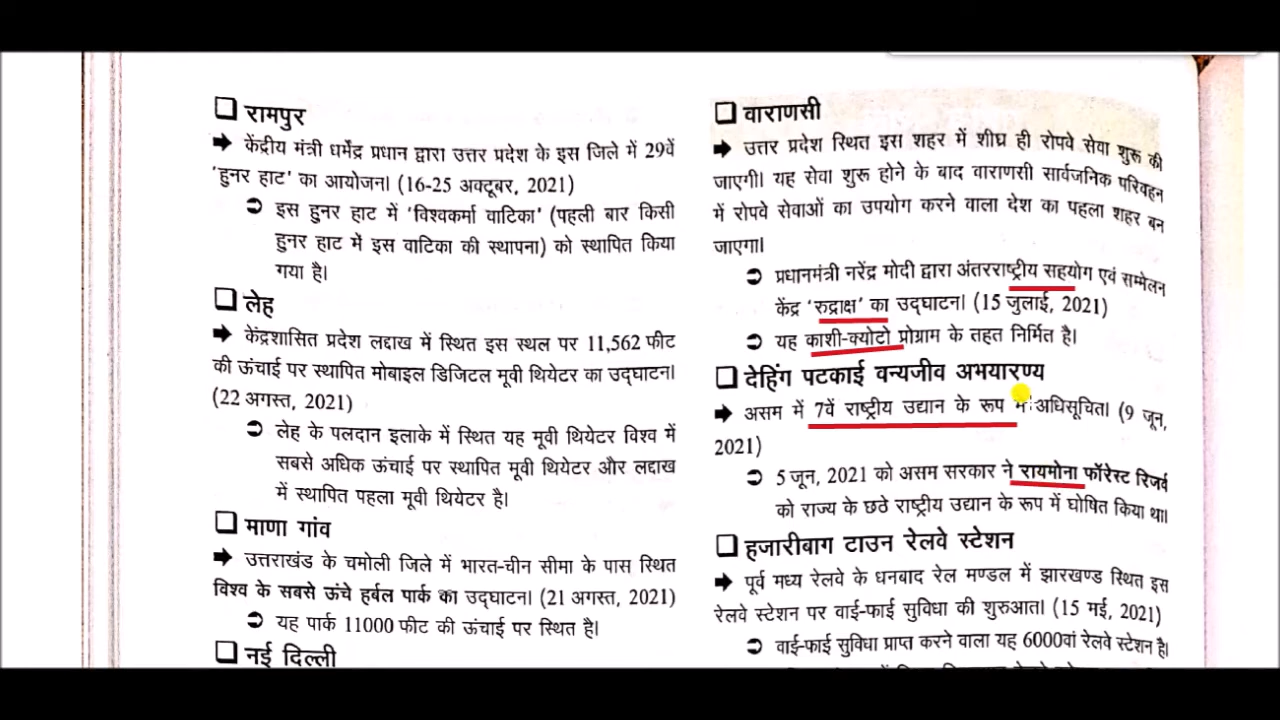 ❑ रामपुर
➡ केंद्रीय मंत्री धर्मेंद्र प्रधान द्वारा उत्तर प्रदेश के इस जिले में 29वें
'हुनर हाट' का आयोजन। (16-25 अक्टूबर, 2021)
➲ इस हुनर हाट में 'विश्वकर्मा वाटिका' (पहली बार किसी
हुनर हाट में इस वाटिका की स्थापना) को स्थापित किया
गया है।
❑ लेह
➡ केंद्रशासित प्रदेश लद्दाख में स्थित इस स्थल पर 11,562 फीट
की ऊंचाई पर स्थापित मोबाइल डिजिटल मूवी थियेटर का उद्घाटन।
(22 अगस्त, 2021)
➲ लेह के पलदान इलाके में स्थित यह मूवी थियेटर विश्व में
सबसे अधिक ऊंचाई पर स्थापित मूवी थियेटर और लद्दाख
में स्थापित पहला मूवी थियेटर है।
❑ माणा गांव
➡ उत्तराखंड के चमोली जिले में भारत-चीन सीमा के पास स्थित
विश्व के सबसे ऊंचे हर्बल पार्क का उद्घाटन। (21 अगस्त, 2021)
➲ यह पार्क 11000 फीट की ऊंचाई पर स्थित है।
❑ नई दिल्ली
❑ वाराणसी
➡ उत्तर प्रदेश स्थित इस शहर में शीघ्र ही रोपवे सेवा शुरू की
जाएगी। यह सेवा शुरू होने के बाद वाराणसी सार्वजनिक परिवहन
में रोपवे सेवाओं का उपयोग करने वाला देश का पहला शहर बन
जाएगा।
➲ प्रधानमंत्री नरेंद्र मोदी द्वारा अंतरराष्ट्रीय सहयोग एवं सम्मेलन
केंद्र 'रुद्राक्ष' का उद्घाटन। (15 जुलाई, 2021)
➲ यह काशी-क्योटो प्रोग्राम के तहत निर्मित है।
❑ देहिंग पटकाई वन्यजीव अभयारण्य
➡ असम में 7वें राष्ट्रीय उद्यान के रूप में अधिसूचित। (9 जून,
2021)
➲ 5 जून, 2021 को असम सरकार ने रायमोना फॉरेस्ट रिजर्व
को राज्य के छठे राष्ट्रीय उद्यान के रूप में घोषित किया था।
❑ हजारीबाग टाउन रेलवे स्टेशन
➡ पूर्व मध्य रेलवे के धनबाद रेल मण्डल में झारखण्ड स्थित इस
रेलवे स्टेशन पर वाई-फाई सुविधा की शुरुआत। (15 मई, 2021)
➲ वाई-फाई सुविधा प्राप्त करने वाला यह 6000वां रेलवे स्टेशन है।